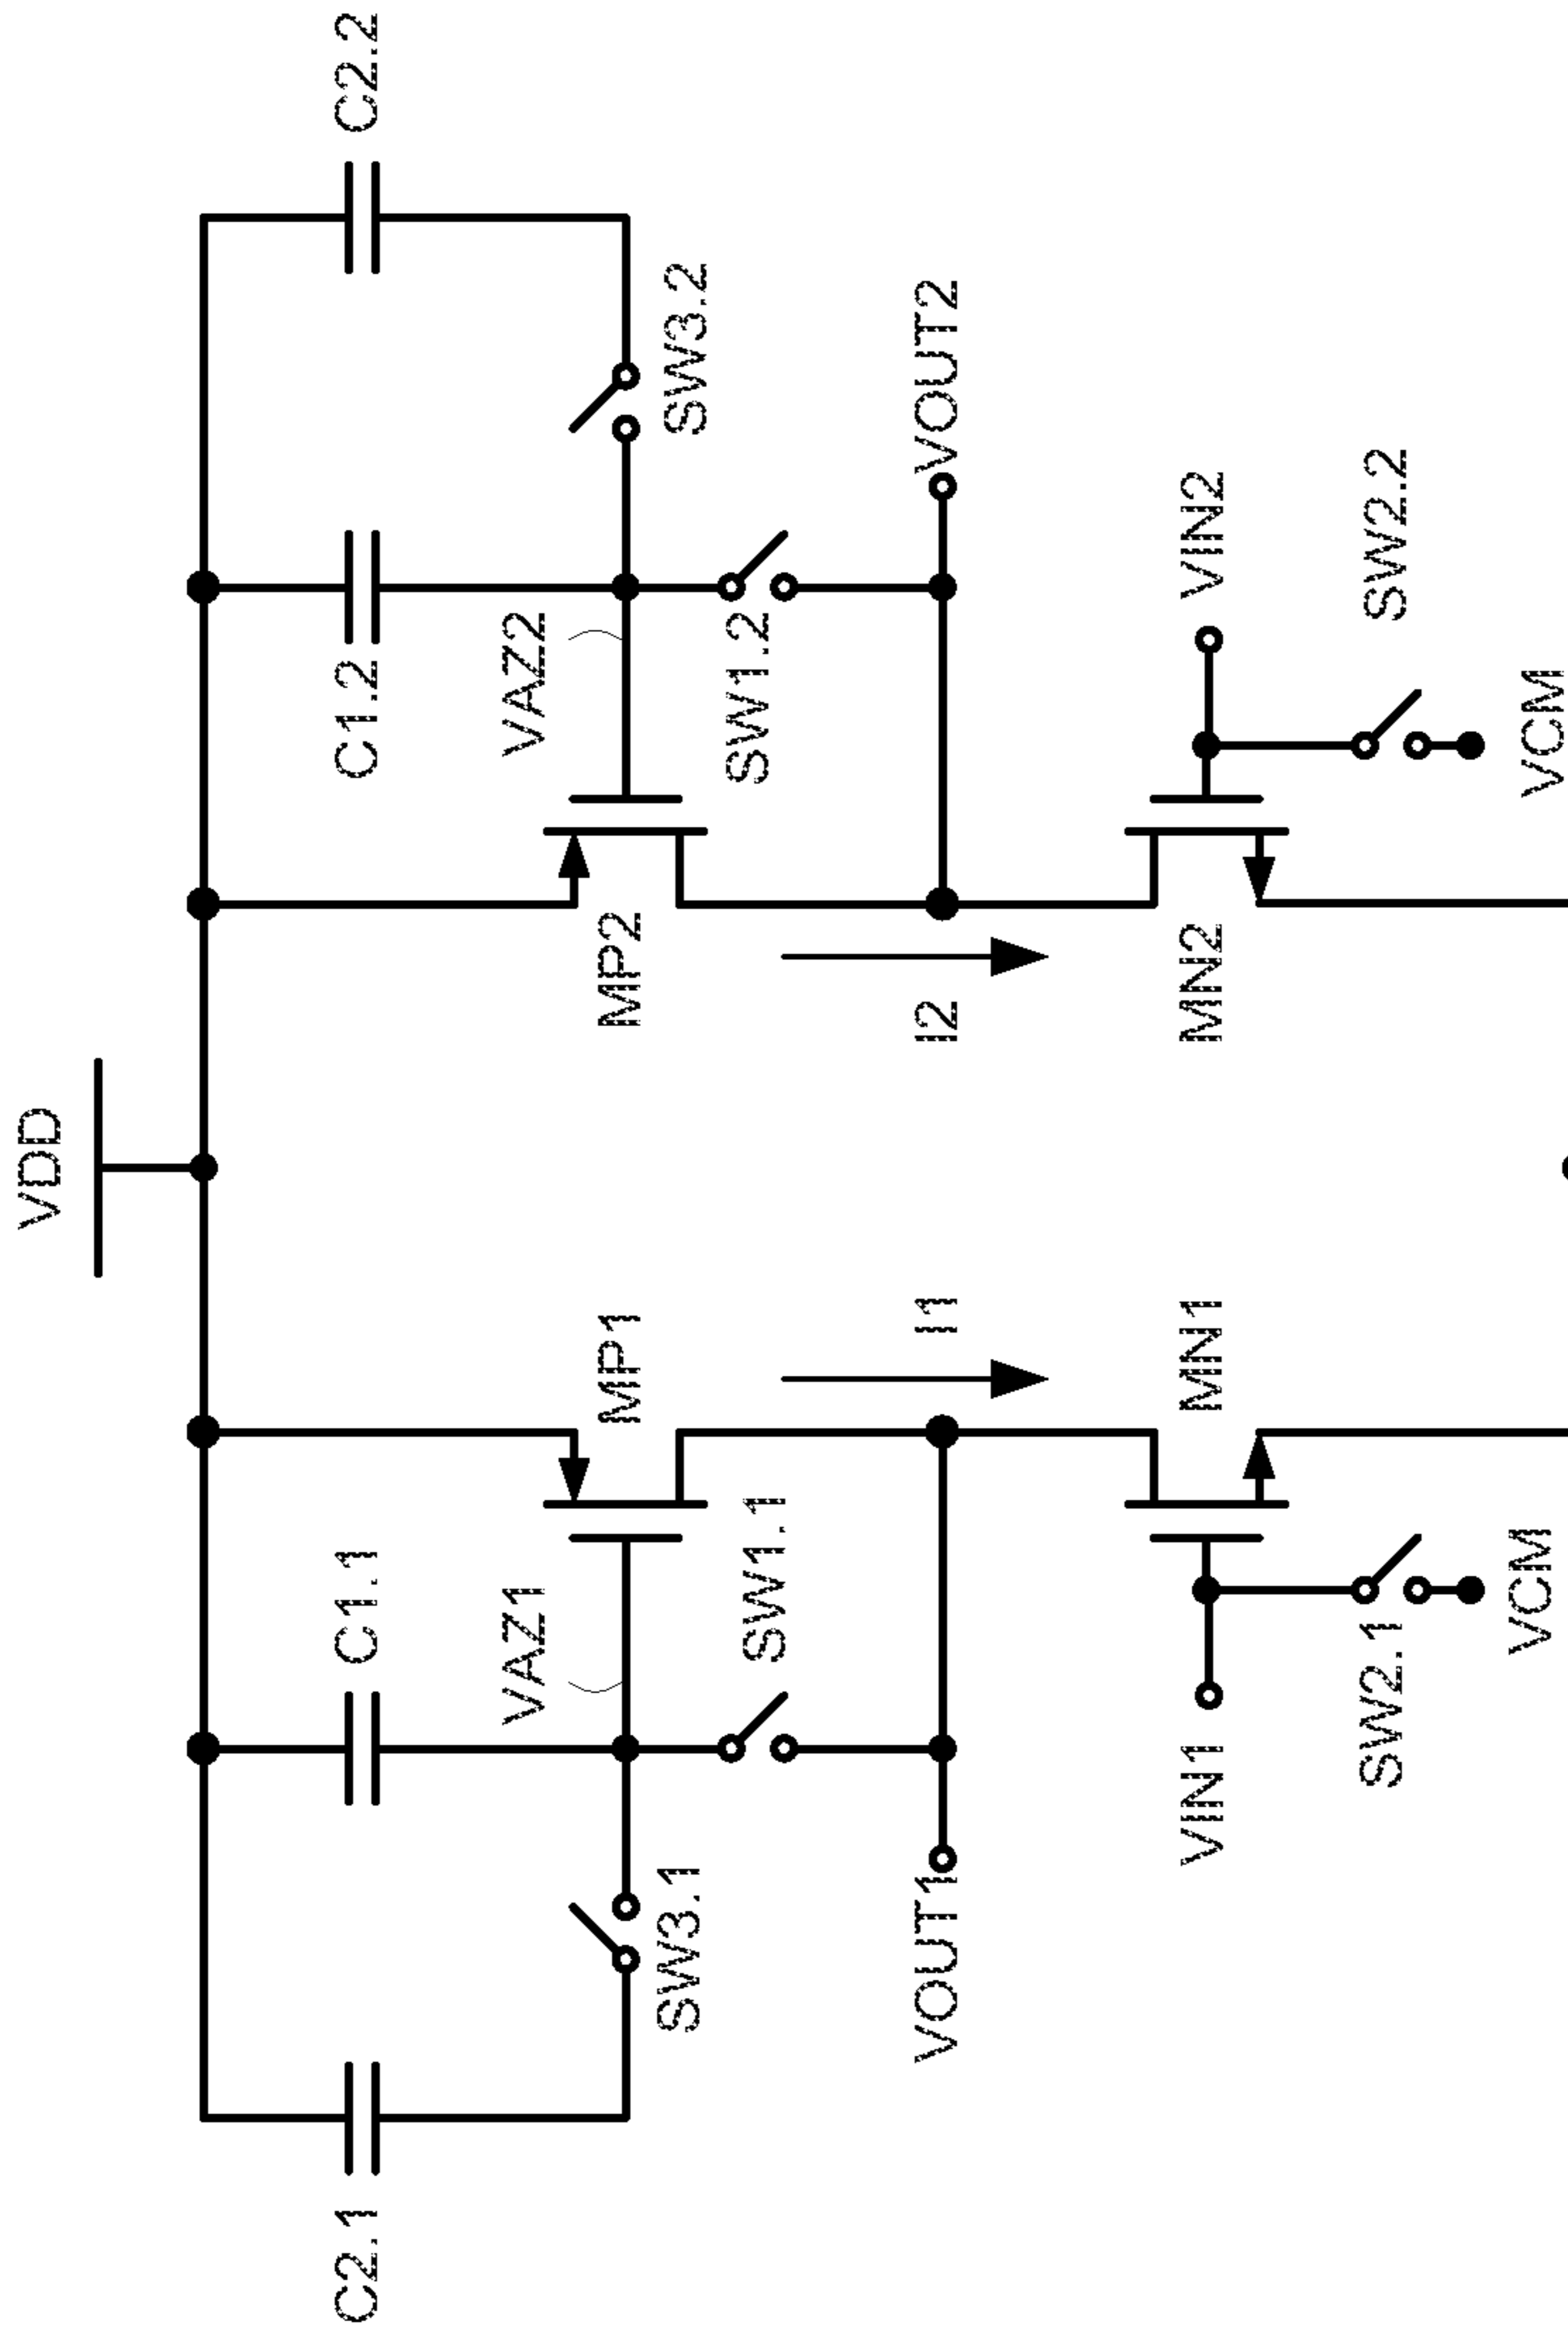 VDD
C2.1
C1.1
C1.2
C2.2
VAZ1
VAZ2
MP1
MP2
SW3.1
SW1.1
SW1.2
SW3.2
VOUT1
I1
I2
VOUT2
VIN1
MN1
MN2
VIN2
SW2.1
SW2.2
VCM
VCM